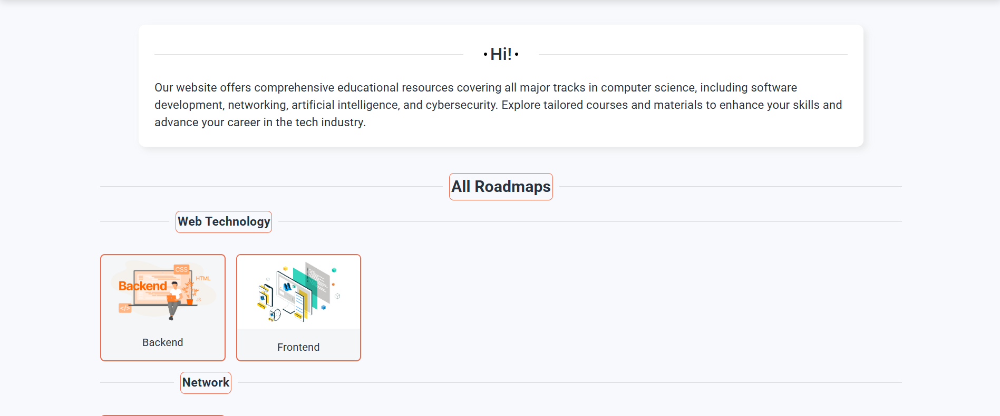 • Hi! •
Our website offers comprehensive educational resources covering all major tracks in computer science, including software
development, networking, artificial intelligence, and cybersecurity. Explore tailored courses and materials to enhance your skills and
advance your career in the tech industry.
All Roadmaps
Web Technology
CSS
HTML
Backend
JS
</>
Backend
Frontend
Network